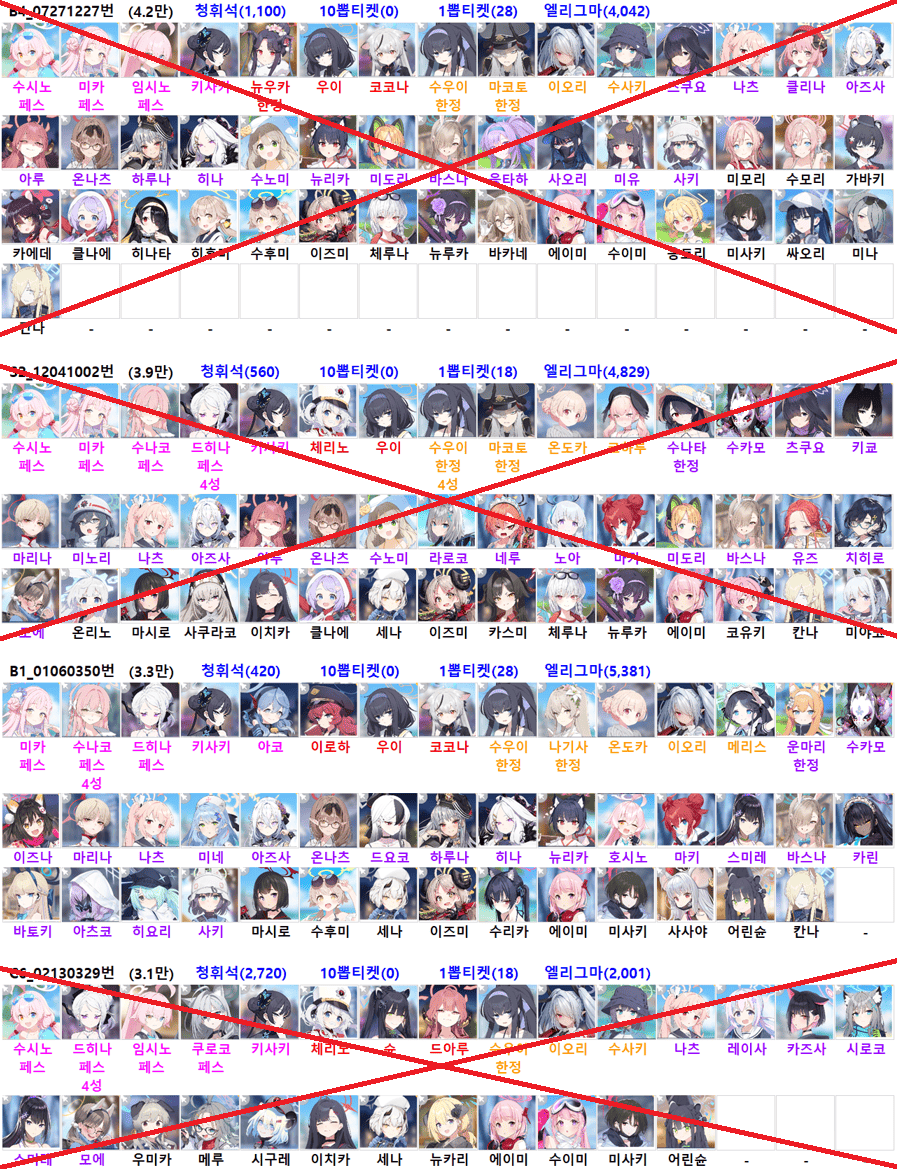 B4_07271227번 (4.2만) 청휘석(1,100) 10뽑티켓(0) 1뽑티켓(28) 엘리그마(4,042)
수시노 미카 임시노 키사키 뉴우카 우이 코코나 수우이 마코토 이오리 수사키 츠쿠요 나츠 클리나 아즈사
페스 페스 페스 한정 한정 한정
아루 온나츠 하루나 히나 수노미 뉴리카 미도리 바스나 응타하 사오리 미유 사키 미모리 수모리 가바키
카에데 클나에 히나타 히후미 수후미 이즈미 체루나 뉴루카 바카네 에이미 수이미 미사키 싸오리 미나
칸나 - - - - - - - - - - - - - -
S2_12041002번 (3.9만) 청휘석(560) 10뽑티켓(0) 1뽑티켓(18) 엘리그마(4,829)
수시노 미카 수나코 드히나 키사키 체리노 우이 수우이 마코토 온도카 수나타 수카모 츠쿠요 키쿄
페스 페스 페스 페스 한정 한정 한정
4성 4성
마리나 미노리 나츠 아즈사 아루 온나츠 수노미 라로코 네루 노아 마키 미도리 바스나 유즈 치히로
모에 온리노 마시로 사쿠라코 이치카 클나에 세나 이즈미 카스미 체루나 뉴루카 에이미 코유키 칸나 미야코
B1_01060350번 (3.3만) 청휘석(420) 10뽑티켓(0) 1뽑티켓(28) 엘리그마(5,381)
미카 수나코 드히나 키사키 아코 이로하 우이 코코나 수우이 나기사 온도카 이오리 메리스 운마리 수카모
페스 페스 페스 한정 한정 한정
4성
이즈나 마리나 나츠 미네 아즈사 온나츠 드요코 하루나 히나 뉴리카 호시노 마키 스미레 바스나 카린
바토키 아츠코 히요리 사키 마시로 수후미 세나 이즈미 수리카 에이미 미사키 사사야 어린슌 칸나 -
C6_02130329번 (3.1만) 청휘석(2,720) 10뽑티켓(0) 1뽑티켓(18) 엘리그마(2,001)
수시노 드히나 임시노 쿠로코 키사키 체리노 슌 드아루 수우이 이오리 수사키 나츠 레이사 카즈사 시로코
페스 페스 페스 페스 한정
4성
스미레 모에 우미카 메루 시구레 이치카 세나 뉴카리 에이미 수이미 미사키 어린슌 - - -